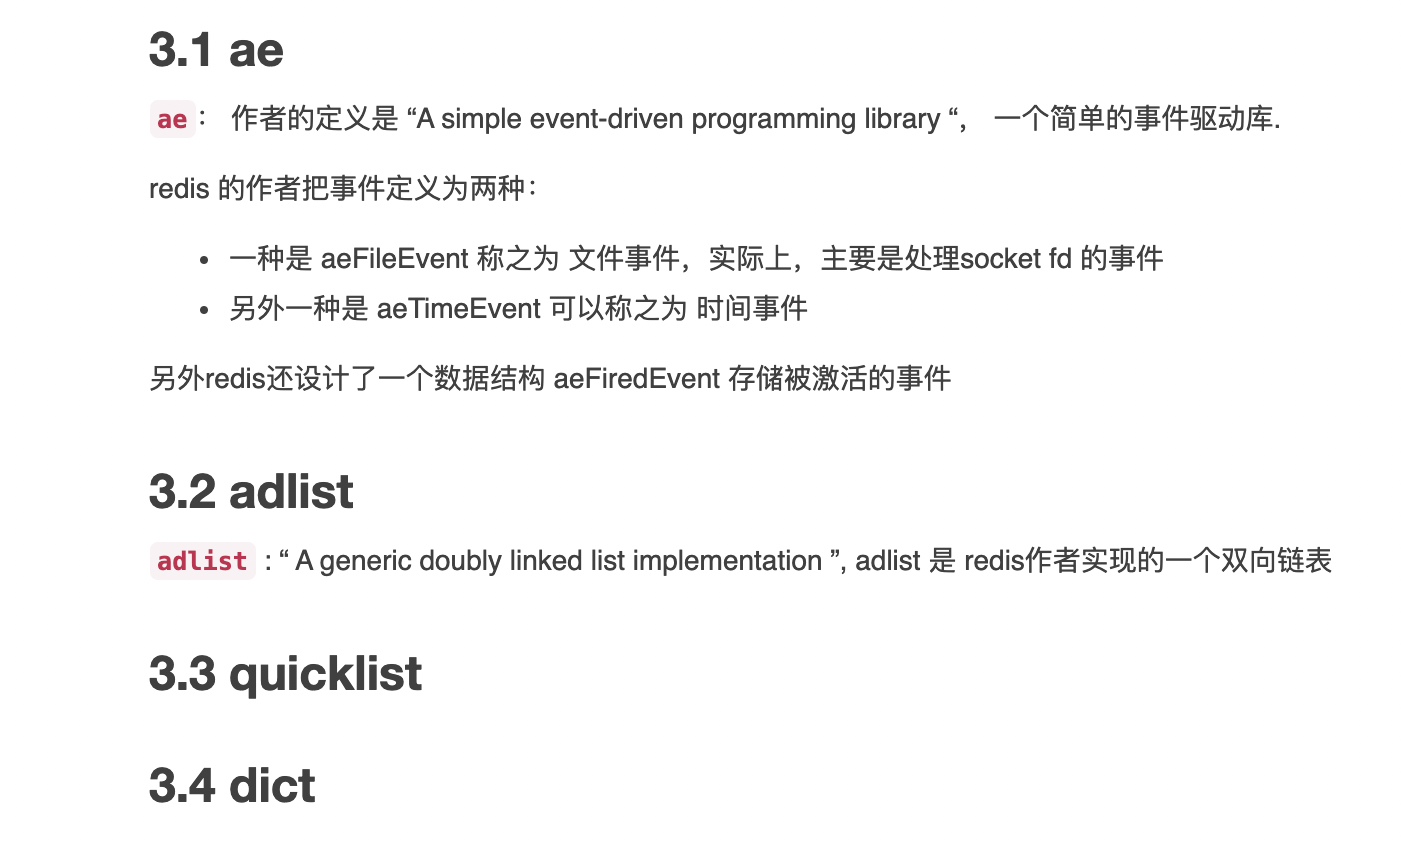 3.1 ae
ae： 作者的定义是 “A simple event-driven programming library “， 一个简单的事件驱动库.
redis 的作者把事件定义为两种：
• 一种是 aeFileEvent 称之为 文件事件，实际上，主要是处理socket fd 的事件
• 另外一种是 aeTimeEvent 可以称之为 时间事件
另外redis还设计了一个数据结构 aeFiredEvent 存储被激活的事件
3.2 adlist
adlist : “ A generic doubly linked list implementation ”, adlist 是 redis作者实现的一个双向链表
3.3 quicklist
3.4 dict